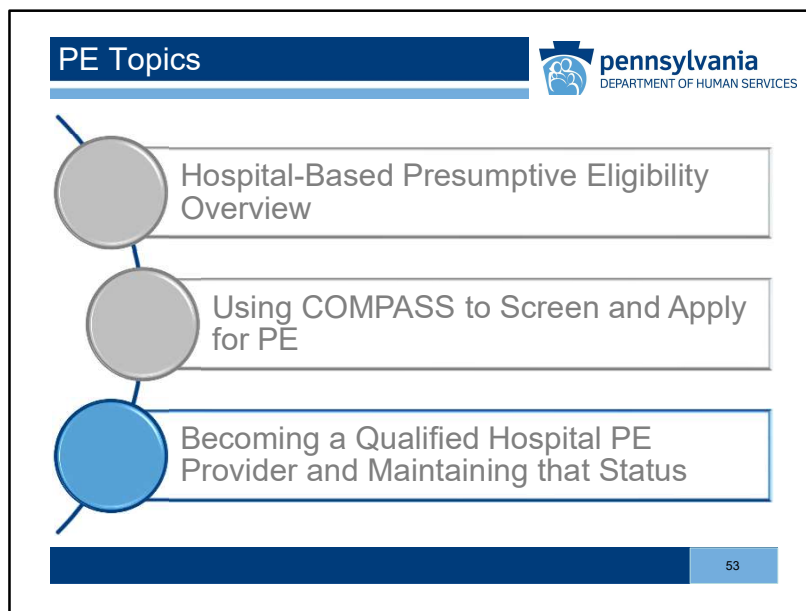 PE Topics
pennsylvania
DEPARTMENT OF HUMAN SERVICES
Hospital-Based Presumptive Eligibility
Overview
Using COMPASS to Screen and Apply
for PE
Becoming a Qualified Hospital PE
Provider and Maintaining that Status
53